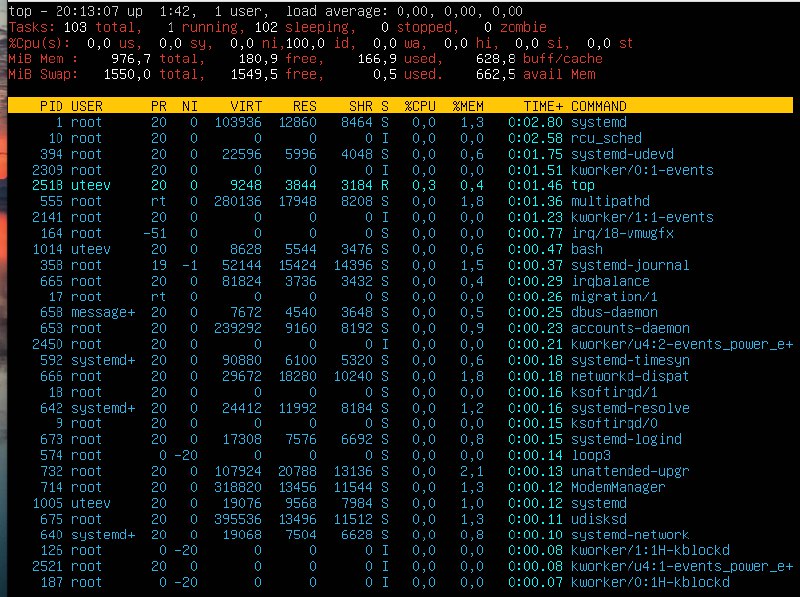 top - 20:13:07 up  1:42,  1 user,  load average: 0,00, 0,00, 0,00
Tasks: 103 total,   1 running, 102 sleeping,   0 stopped,   0 zombie
%Cpu(s):  0,0 us,  0,0 sy,  0,0 ni,100,0 id,  0,0 wa,  0,0 hi,  0,0 si,  0,0 st
MiB Mem :    976,7 total,    180,9 free,    166,9 used,    628,8 buff/cache
MiB Swap:   1550,0 total,   1549,5 free,      0,5 used.    662,5 avail Mem
PID USER      PR  NI    VIRT    RES    SHR S  %CPU  %MEM     TIME+ COMMAND
1 root      20   0  103936  12860   8464 S   0,0   1,3   0:02.80 systemd
10 root      20   0       0      0      0 I   0,0   0,0   0:02.58 rcu_sched
394 root      20   0   22596   5996   4048 S   0,0   0,6   0:01.75 systemd-udevd
2309 root      20   0       0      0      0 I   0,0   0,0   0:01.51 kworker/0:1-events
2518 uteev     20   0    9248   3844   3184 R   0,3   0,4   0:01.46 top
555 root      rt   0  280136  17948   8208 S   0,0   1,8   0:01.36 multipathd
2141 root      20   0       0      0      0 I   0,0   0,0   0:01.23 kworker/1:1-events
164 root     -51   0       0      0      0 S   0,0   0,0   0:00.77 irq/18-vmwgfx
1014 uteev     20   0    8628   5544   3476 S   0,0   0,6   0:00.47 bash
358 root      19  -1   52144  15424  14396 S   0,0   1,5   0:00.37 systemd-journal
665 root      20   0   81824   3736   3432 S   0,0   0,4   0:00.29 irqbalance
17 root      rt   0       0      0      0 S   0,0   0,0   0:00.26 migration/1
658 message+  20   0    7672   4540   3648 S   0,0   0,5   0:00.25 dbus-daemon
653 root      20   0  239292   9160   8192 S   0,0   0,9   0:00.23 accounts-daemon
2450 root      20   0       0      0      0 I   0,0   0,0   0:00.21 kworker/u4:2-events_power_e+
592 systemd+  20   0   90880   6100   5320 S   0,0   0,6   0:00.18 systemd-timesyn
666 root      20   0   29672  18280  10240 S   0,0   1,8   0:00.18 networkd-dispat
18 root      20   0       0      0      0 S   0,0   0,0   0:00.16 ksoftirqd/1
642 systemd+  20   0   24412  11992   8184 S   0,0   1,2   0:00.16 systemd-resolve
9 root      20   0       0      0      0 S   0,0   0,0   0:00.15 ksoftirqd/0
673 root      20   0   17308   7576   6692 S   0,0   0,8   0:00.15 systemd-logind
574 root       0 -20       0      0      0 S   0,0   0,0   0:00.14 loop3
732 root      20   0  107924  20788  13136 S   0,0   2,1   0:00.13 unattended-upgr
714 root      20   0  318820  13456  11544 S   0,0   1,3   0:00.12 ModemManager
1005 uteev     20   0   19076   9568   7984 S   0,0   1,0   0:00.12 systemd
675 root      20   0  395536  13496  11512 S   0,0   1,3   0:00.11 udisksd
640 systemd+  20   0   19068   7504   6628 S   0,0   0,8   0:00.10 systemd-network
126 root       0 -20       0      0      0 I   0,0   0,0   0:00.08 kworker/1:1H-kblockd
2521 root      20   0       0      0      0 I   0,0   0,0   0:00.08 kworker/u4:1-events_power_e+
187 root       0 -20       0      0      0 I   0,0   0,0   0:00.07 kworker/0:1H-kblockd